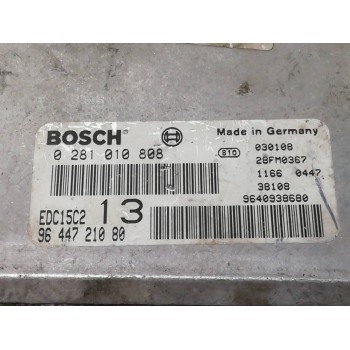 BOSCH Made in Germany
0 281 010 808 810 030108
28FM0367
1166 0447
38108
EDC15C2 13 9640938680
96 447 210 80